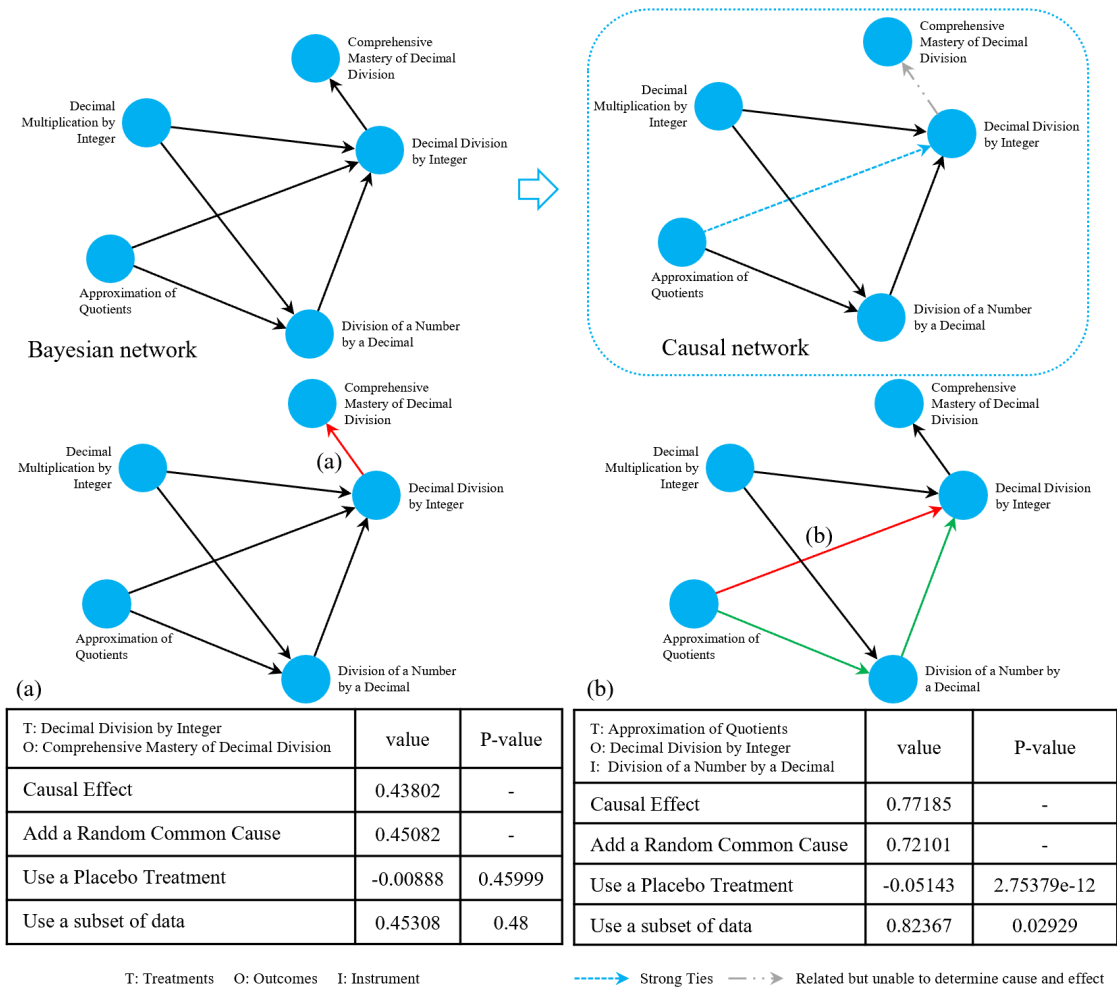 Comprehensive
Mastery of Decimal
Division
Decimal
Multiplication by
Integer
Decimal Division
by Integer
Approximation of
Quotients
Division of a Number
by a Decimal
Bayesian network
Comprehensive
Mastery of Decimal
Division
Decimal
Multiplication by
Integer
Decimal Division
by Integer
Approximation of
Quotients
Division of a Number
by a Decimal
Causal network
Comprehensive
Mastery of Decimal
Division
(a)
Decimal
Multiplication by
Integer
Decimal Division
by Integer
Approximation of
Quotients
Division of a Number
by a Decimal
(a)
Comprehensive
Mastery of Decimal
Division
Decimal
Multiplication by
Integer
Decimal Division
by Integer
(b)
Approximation of
Quotients
Division of a Number by
a Decimal
(b)
T: Decimal Division by Integer
O: Comprehensive Mastery of Decimal Division
value
P-value
Causal Effect
0.43802
-
Add a Random Common Cause
0.45082
-
Use a Placebo Treatment
-0.00888
0.45999
Use a subset of data
0.45308
0.48
T: Approximation of Quotients
O: Decimal Division by Integer
I: Division of a Number by a Decimal
value
P-value
Causal Effect
0.77185
-
Add a Random Common Cause
0.72101
-
Use a Placebo Treatment
-0.05143
2.75379e-12
Use a subset of data
0.82367
0.02929
T: Treatments O: Outcomes I: Instrument
Strong Ties
Related but unable to determine cause and effect